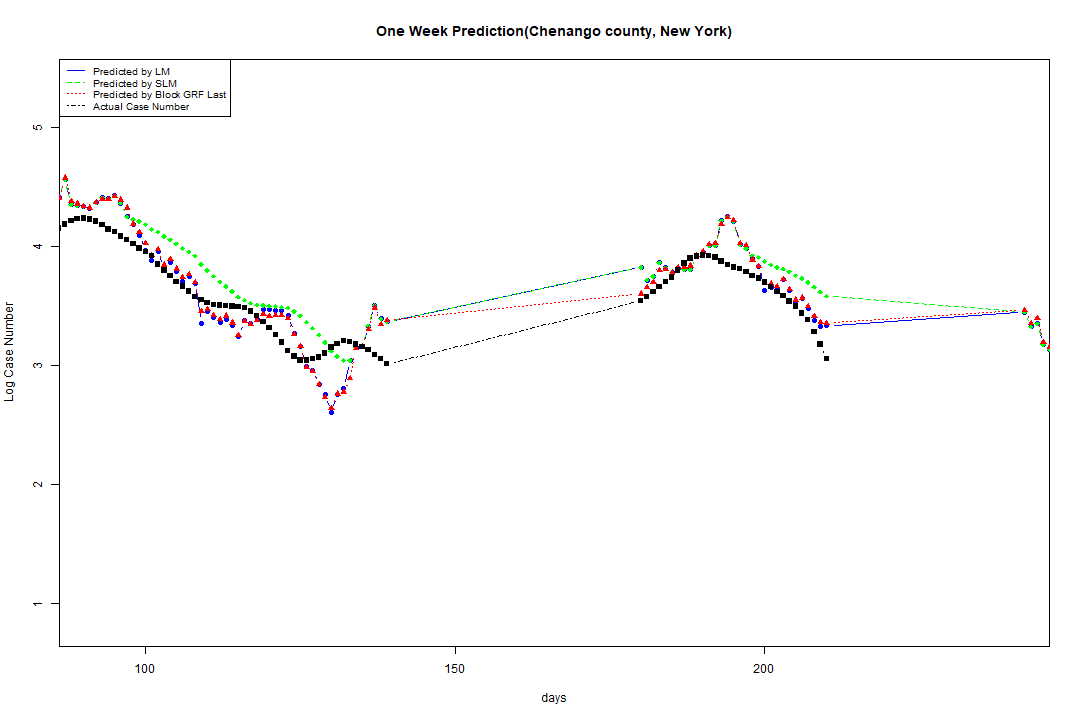 One Week Prediction(Chenango county, New York)
Predicted by LM
Predicted by SLM
Predicted by Block GRF Last
Actual Case Number
5
4
3
2
1
Log Case Number
100 150 200
days